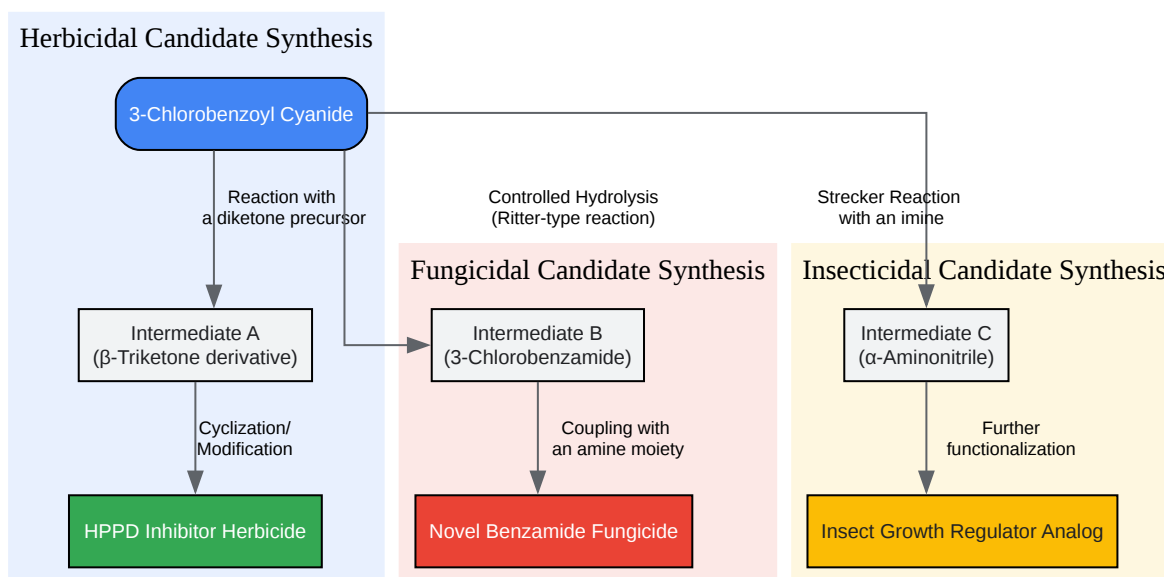 Herbicidal Candidate Synthesis
3-Chlorobenzoyl Cyanide
Reaction with
a diketone precursor
Controlled Hydrolysis
(Ritter-type reaction)
Strecker Reaction
with an imine
Fungicidal Candidate Synthesis
Insecticidal Candidate Synthesis
Intermediate A
(β-Triketone derivative)
Intermediate B
(3-Chlorobenzamide)
Intermediate C
(α-Aminonitrile)
Cyclization/
Modification
Coupling with
an amine moiety
Further
functionalization
HPPD Inhibitor Herbicide
Novel Benzamide Fungicide
Insect Growth Regulator Analog